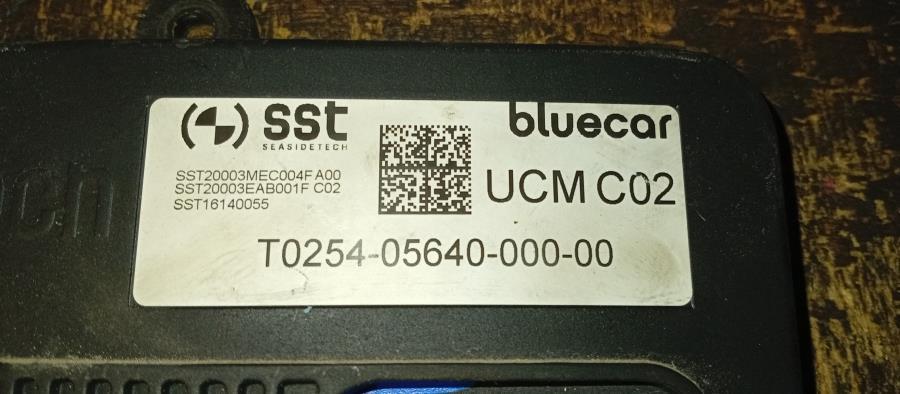 sst
SEASIDETECH
bluecar
SST20003MEC004F A00
SST20003EAB001F C02
SST16140055
UCM C02
T0254-05640-000-00